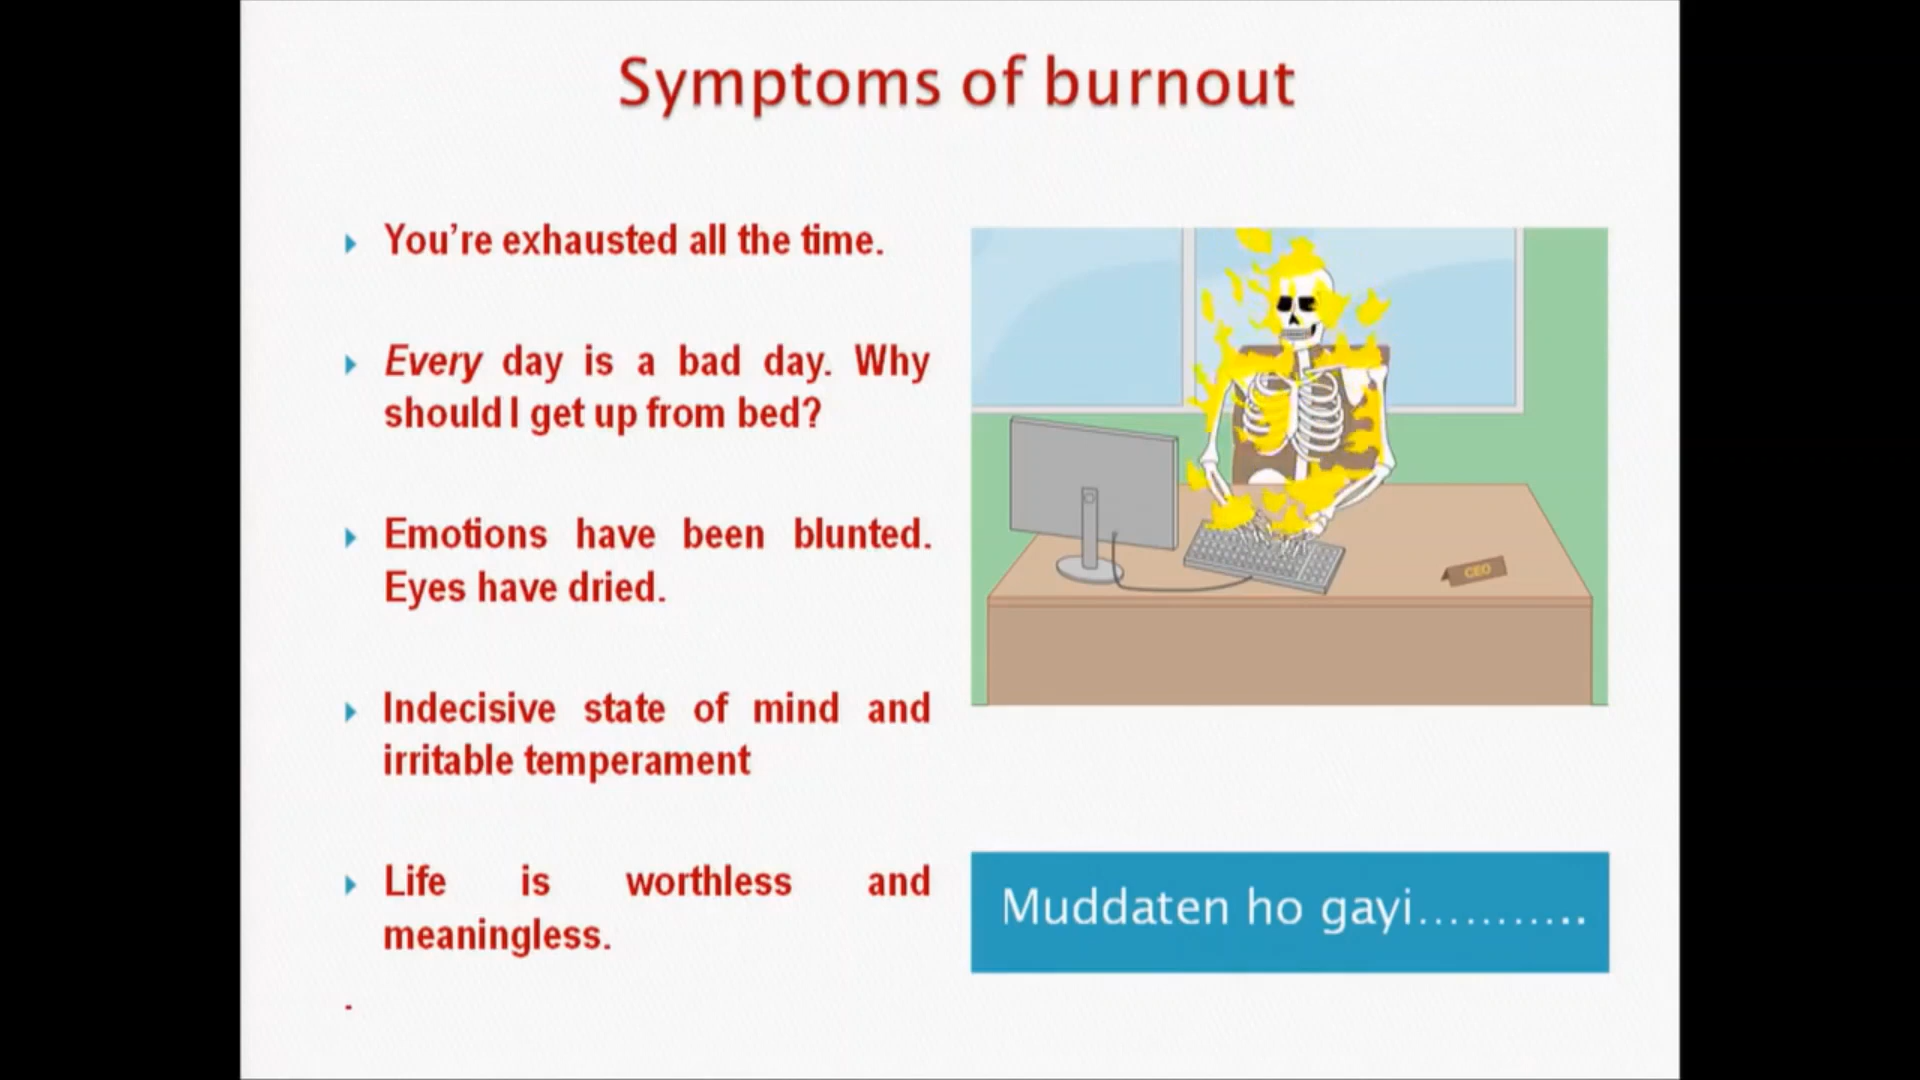 Symptoms of burnout
You’re exhausted all the time.
Every day is a bad day. Why
should I get up from bed?
Emotions have been blunted.
Eyes have dried.
Indecisive state of mind and
irritable temperament
Life is worthless and
meaningless.
-
CEO
Muddaten ho gayi………..